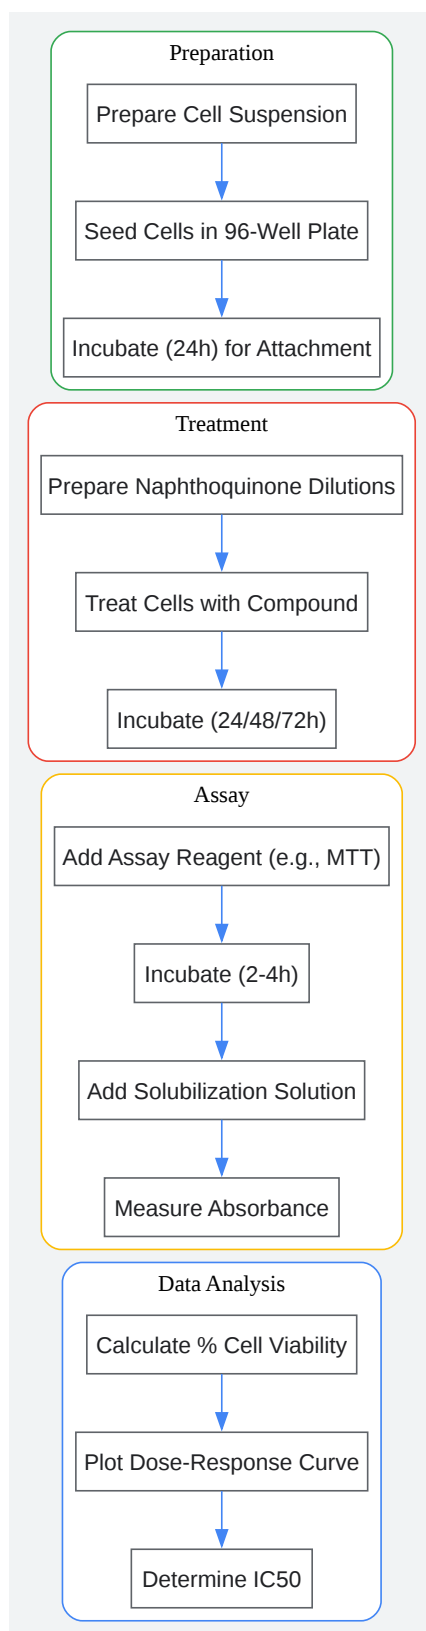 Preparation
Prepare Cell Suspension
Seed Cells in 96-Well Plate
Incubate (24h) for Attachment
Treatment
Prepare Naphthoquinone Dilutions
Treat Cells with Compound
Incubate (24/48/72h)
Assay
Add Assay Reagent (e.g., MTT)
Incubate (2-4h)
Add Solubilization Solution
Measure Absorbance
Data Analysis
Calculate % Cell Viability
Plot Dose-Response Curve
Determine IC50